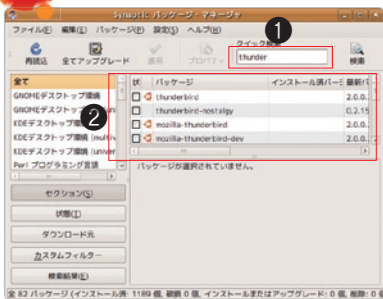 Synaptic パッケージ・マネージャ
ファイル(F) 編集(E) パッケージ(P) 設定(S) ヘルプ(H)
1
クイック検索
再読込 全てアップグレード 適用 プロパティ thunder 検索
全て
GNOMEデスクトップ環境
GNOMEデスクトップ
KDEデスクトップ環境
KDEデスクトップ環境 (multiv
KDEデスクトップ環境 (univer
Perl プログラミング言語
2
状 パッケージ インストール済バージ 最新バ
thunderbird 2.0.0.
thunderbird-nostalgy 0.2.15
mozilla-thunderbird 2.0.0.
mozilla-thunderbird-dev 2.0.0.
パッケージが選択されていません。
セクション(S)
状態(T)
ダウンロード元
カスタムフィルター
検索結果(E)
全 82 パッケージ (インストール済: 1189 個, 破損 0 個, インストールまたはアップグレード: 0 個, 削除: 0